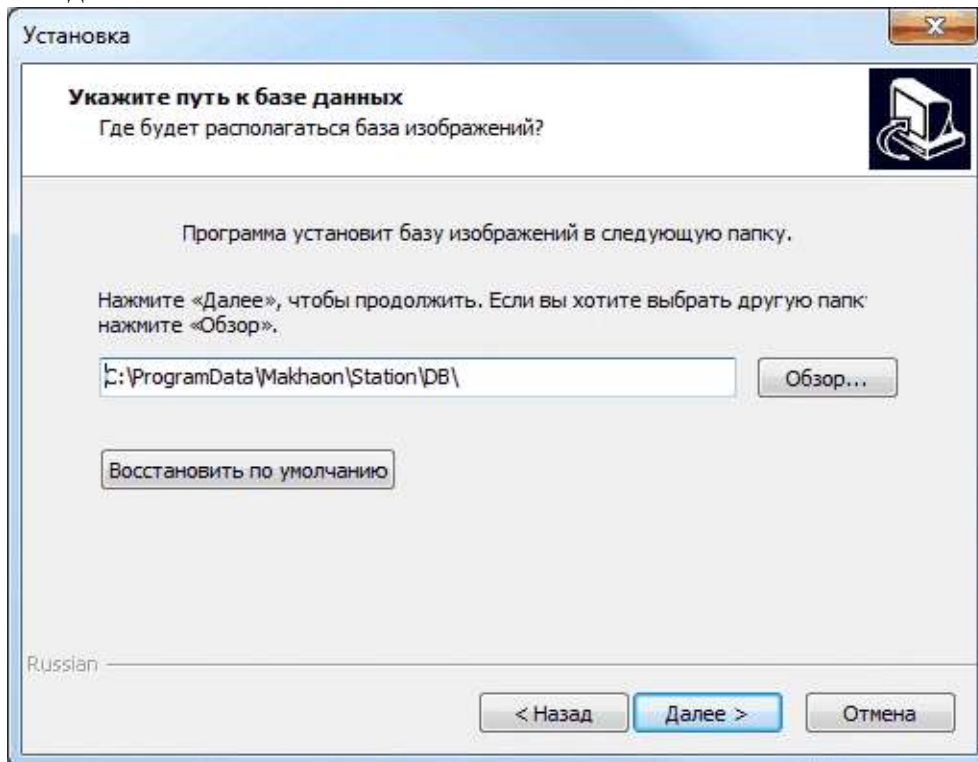 Установка
Укажите путь к базе данных
Где будет располагаться база изображений?
Программа установит базу изображений в следующую папку.
Нажмите «Далее», чтобы продолжить. Если вы хотите выбрать другую папк
нажмите «Обзор».
C:\ProgramData\Makhaon\Station\DB\
Обзор...
Восстановить по умолчанию
Russian
< Назад
Далее >
Отмена